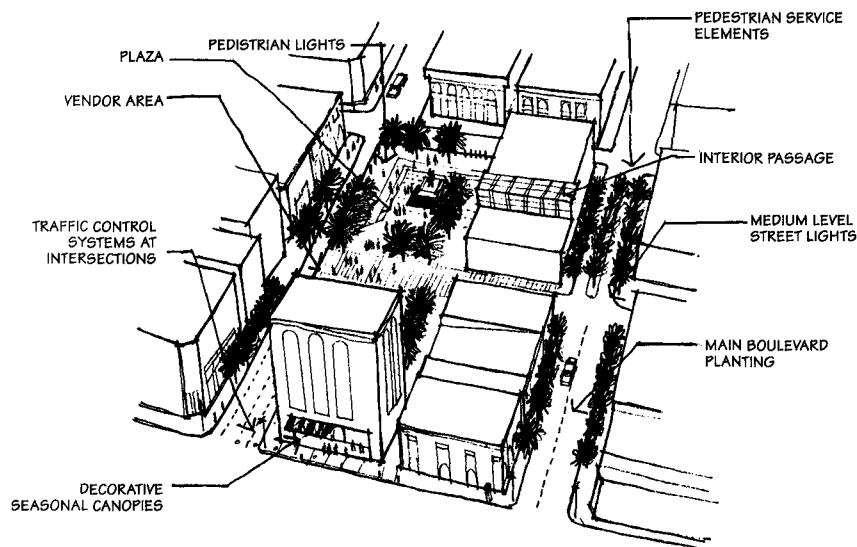 PEDISTRIAN LIGHTS
PLAZA
VENDOR AREA
TRAFFIC CONTROL
SYSTEMS AT
INTERSECTIONS
DECORATIVE
SEASONAL CANOPIES
PEDESTRIAN SERVICE
ELEMENTS
INTERIOR PASSAGE
MEDIUM LEVEL
STREET LIGHTS
MAIN BOULEVARD
PLANTING